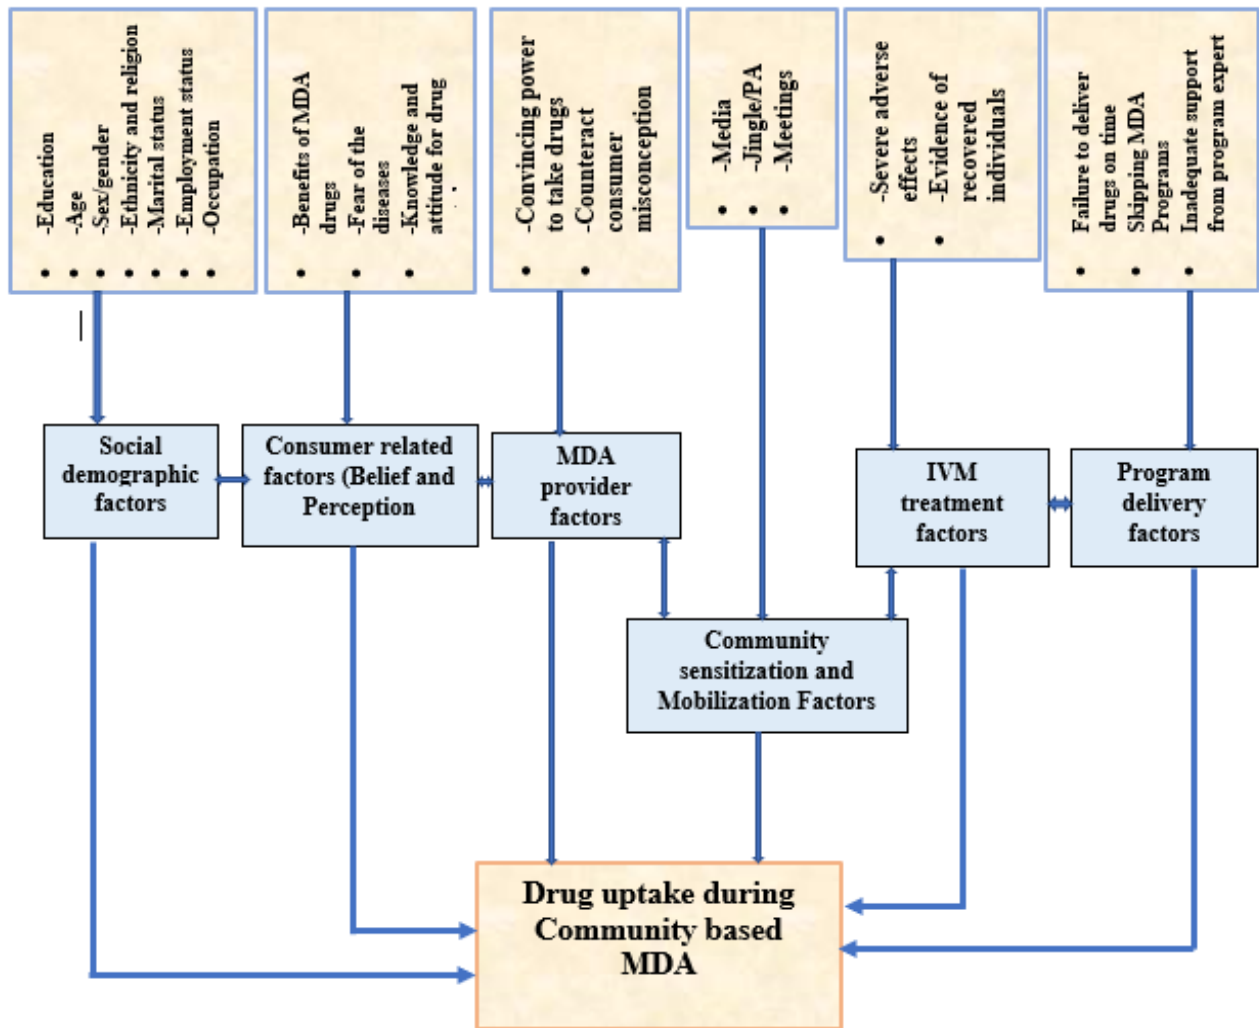 -Education
-Age
-Sex/gender
-Ethnicity and religion
-Marital status
-Employment status
-Occupation
-Benefits of MDA
drugs
-Fear of the
diseases
-Knowledge and
attitude for drug
-Convincing power
to take drugs
-Counteract
consumer
misconception
-Media
-Jingle/PA
-Meetings
-Severe adverse
effects
-Evidence of
recovered
individuals
Failure to deliver
drugs on time
Skipping MDA
Programs
Inadequate support
from program expert
Social
demographic
factors
Consumer related
factors (Belief and
Perception
MDA
provider
factors
IVM
treatment
factors
Program
delivery
factors
Community
sensitization and
Mobilization Factors
Drug uptake during
Community based
MDA